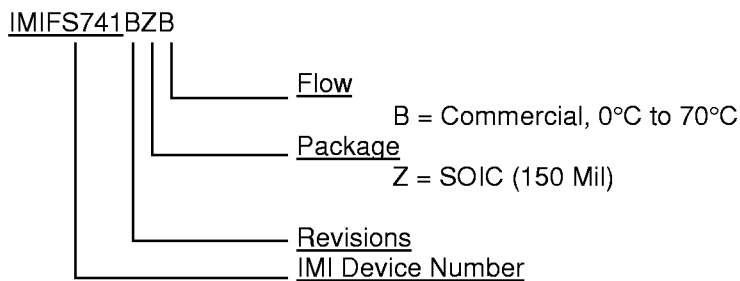 IMIFS741BZB
Flow
B = Commercial, 0°C to 70°C
Package
Z = SOIC (150 Mil)
Revisions
IMI Device Number